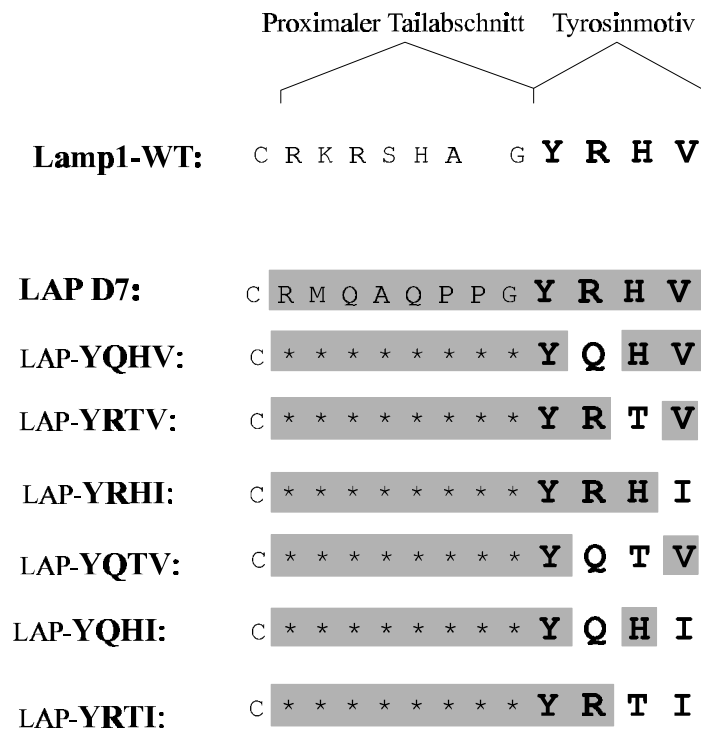 Proximaler Tailabschnitt Tyrosinmotiv
Lamp1-WT: C R K R S H A G Y R H V
LAP D7: C R M Q A Q P P G Y R H V
LAP-YQHV: C * * * * * * * * Y Q H V
LAP-YRTV: C * * * * * * * * Y R T V
LAP-YRHI: C * * * * * * * * Y R H I
LAP-YQTV: C * * * * * * * * Y Q T V
LAP-YQHI: C * * * * * * * * Y Q H I
LAP-YRTI: C * * * * * * * * Y R T I